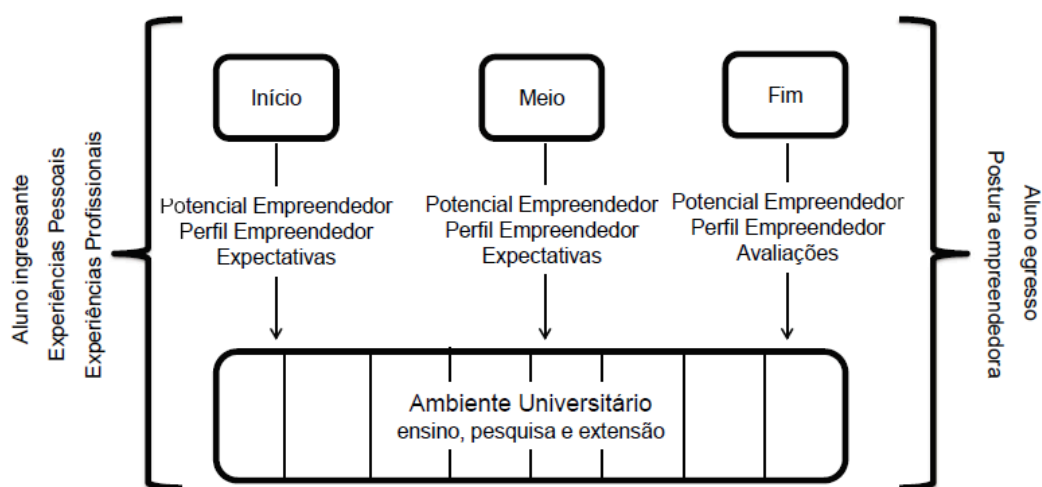 Aluno ingressante
Experiências Pessoais
Experiências Profissionais
Início
Meio
Fim
Potencial Empreendedor
Perfil Empreendedor
Expectativas
Potencial Empreendedor
Perfil Empreendedor
Expectativas
Potencial Empreendedor
Perfil Empreendedor
Avaliações
Ambiente Universitário
ensino, pesquisa e extensão
Aluno egresso
Postura empreendedora